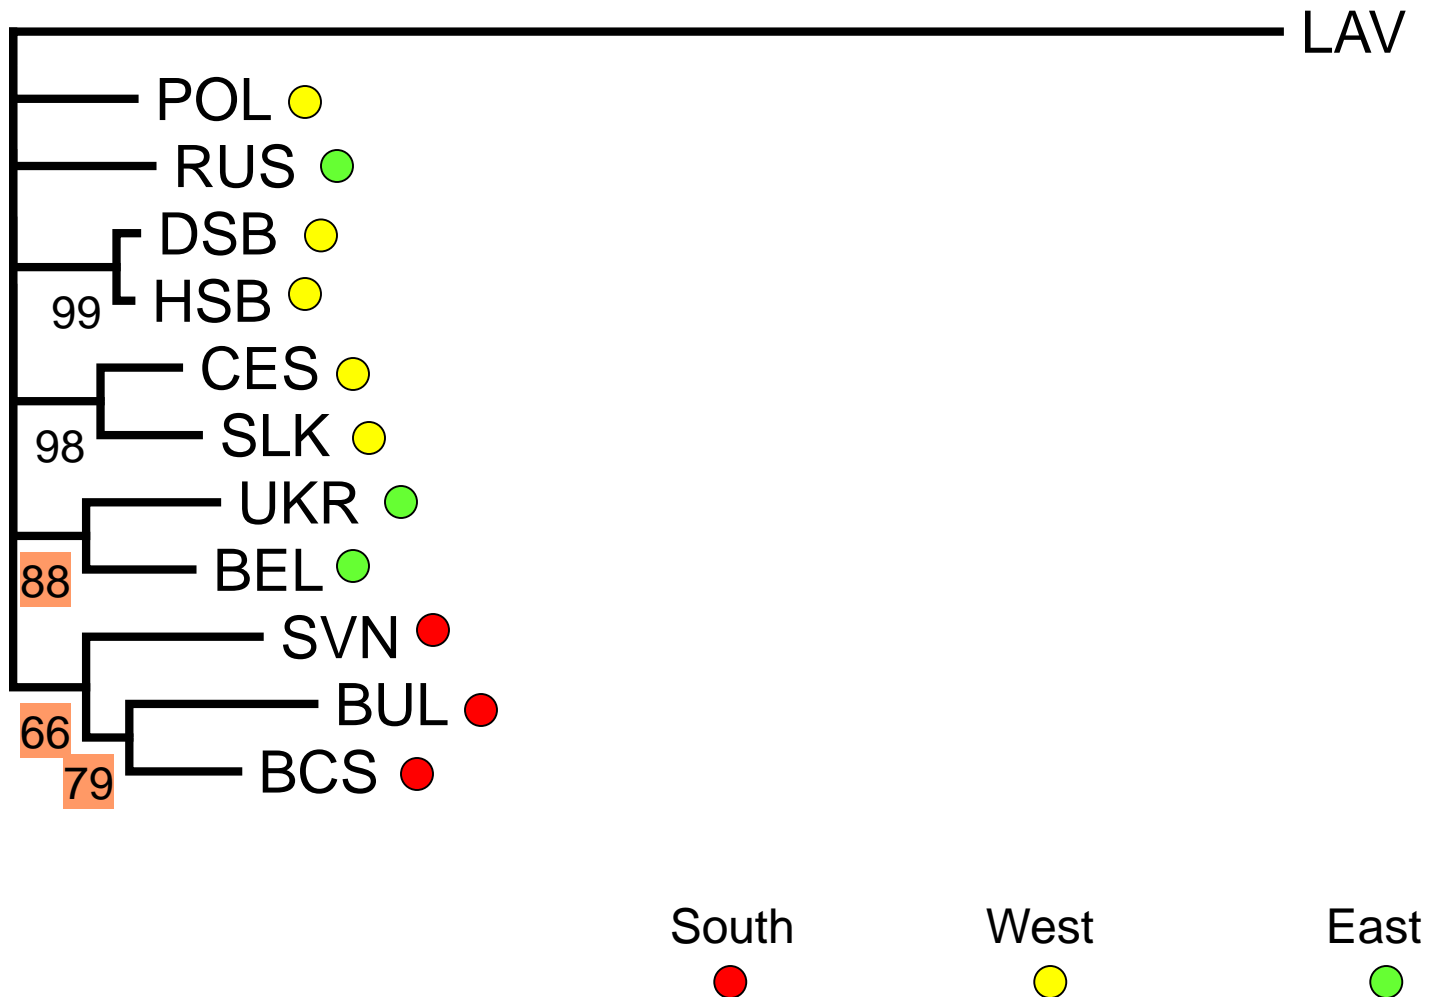 LAV
POL
RUS
DSB
HSB
99
CES
SLK
98
UKR
BEL
88
SVN
BUL
66
BCS
79
South West East